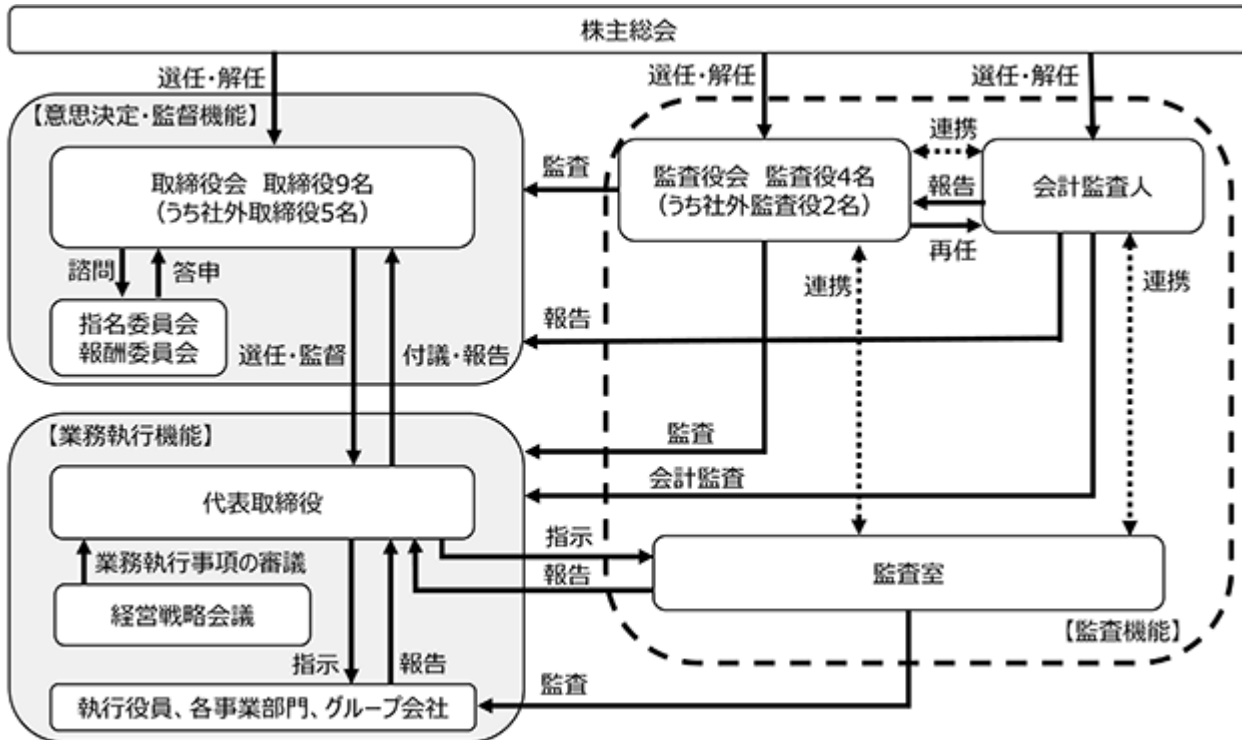 株主総会
選任・解任
選任・解任
選任・解任
【意思決定・監督機能】
取締役会　取締役9名
（うち社外取締役5名）
監査
監査役会　監査役4名
（うち社外監査役2名）
連携
報告
再任
会計監査人
諮問
答申
連携
連携
指名委員会
報酬委員会
報告
選任・監督
付議・報告
【業務執行機能】
監査
会計監査
代表取締役
指示
報告
業務執行事項の審議
監査室
経営戦略会議
【監査機能】
指示
報告
監査
執行役員、各事業部門、グループ会社